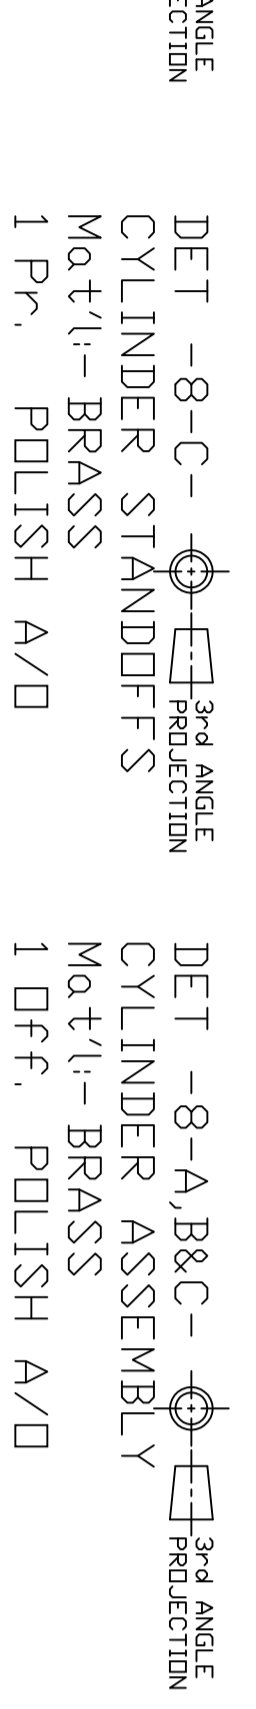 ANGLE
ECTION
DET -8-C-
3rd ANGLE
PROJECTION
CYLINDER STANDOFFS
Mat'l:- BRASS
1 Pr. POLISH A/O
DET -8-A,B&C-
3rd ANGLE
PROJECTION
CYLINDER ASSEMBLY
Mat'l:- BRASS
1 Off. POLISH A/O